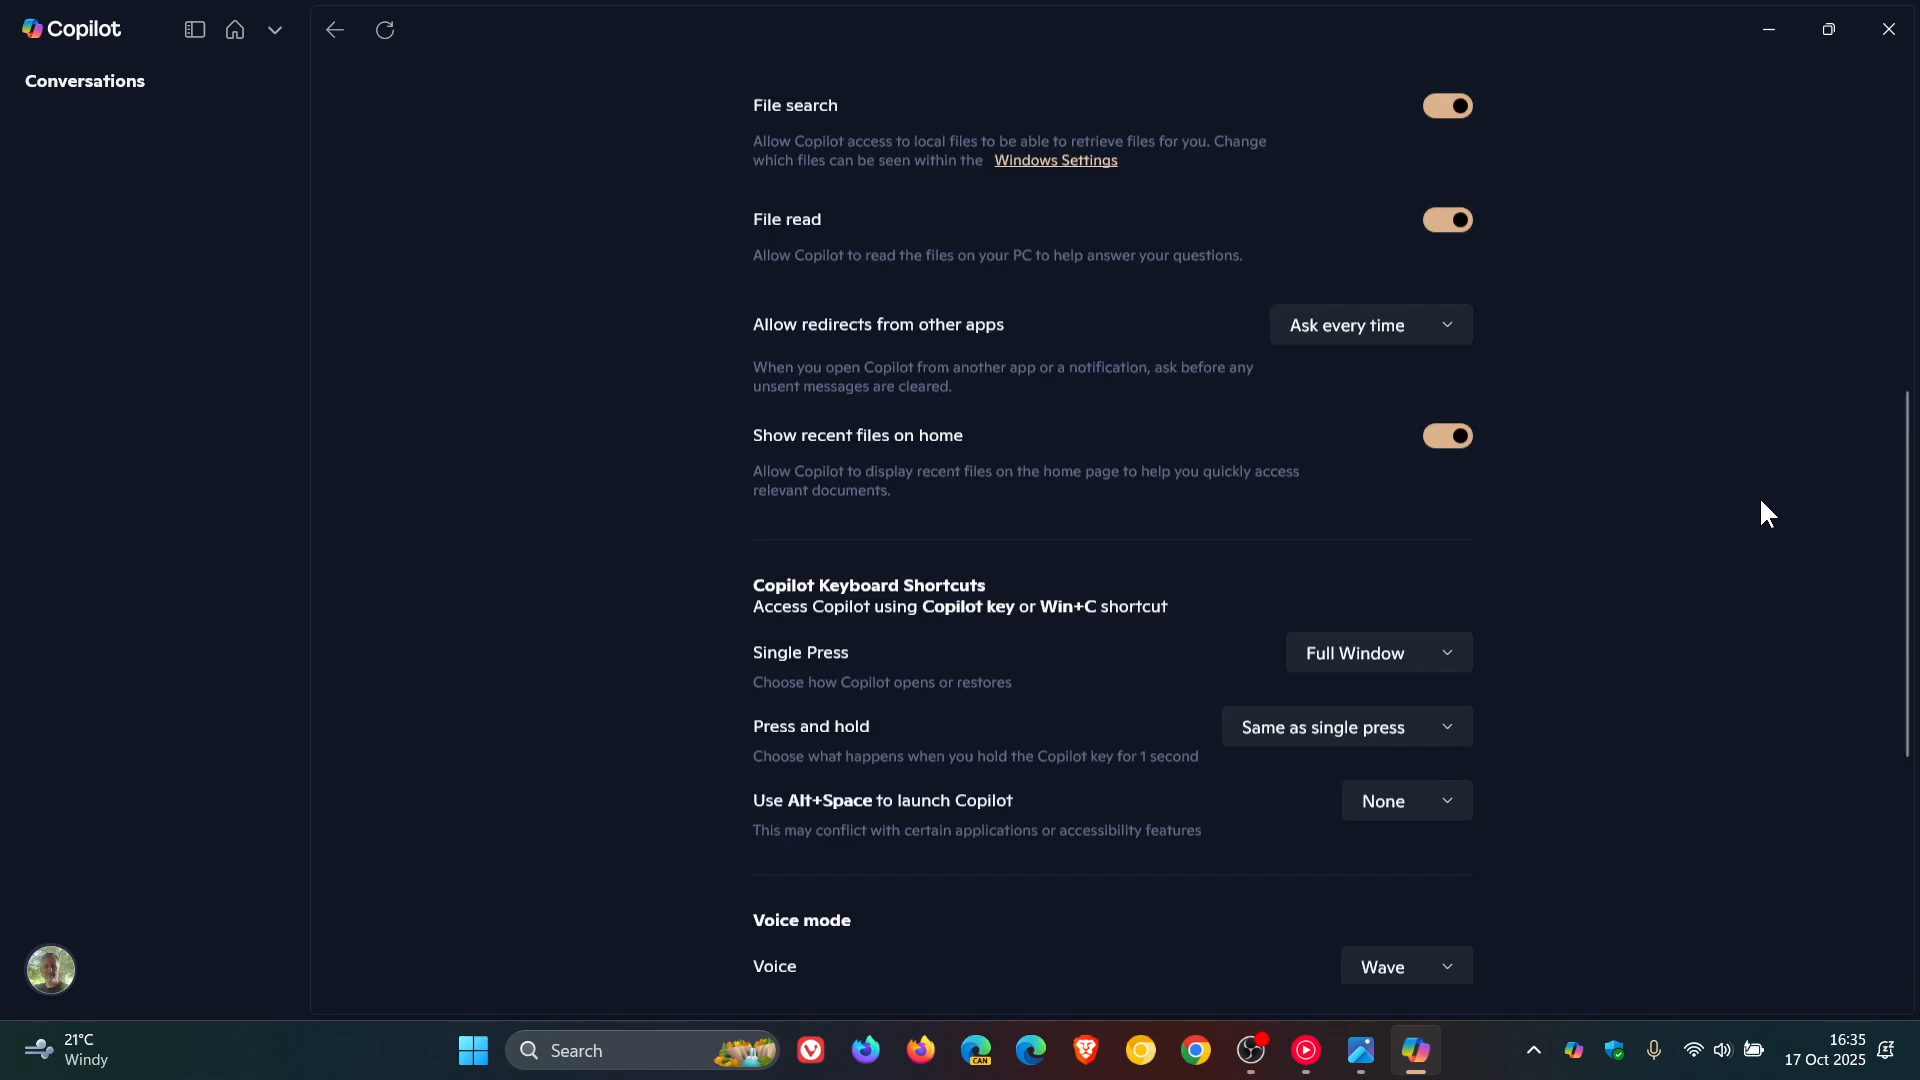 Copilot
Conversations
File search
Allow Copilot access to local files to be able to retrieve files for you. Change
which files can be seen within the Windows Settings
File read
Allow Copilot to read the files on your PC to help answer your questions.
Allow redirects from other apps
Ask every time
When you open Copilot from another app or a notification, ask before any
unsent messages are cleared.
Show recent files on home
Allow Copilot to display recent files on the home page to help you quickly access
relevant documents.
Copilot Keyboard Shortcuts
Access Copilot using Copilot key or Win+C shortcut
Single Press
Full Window
Choose how Copilot opens or restores
Press and hold
Same as single press
Choose what happens when you hold the Copilot key for 1 second
Use Alt+Space to launch Copilot
None
This may conflict with certain applications or accessibility features
Voice mode
Voice
Wave
21°C
Windy
Search
CAN
16:35
17 Oct 2025